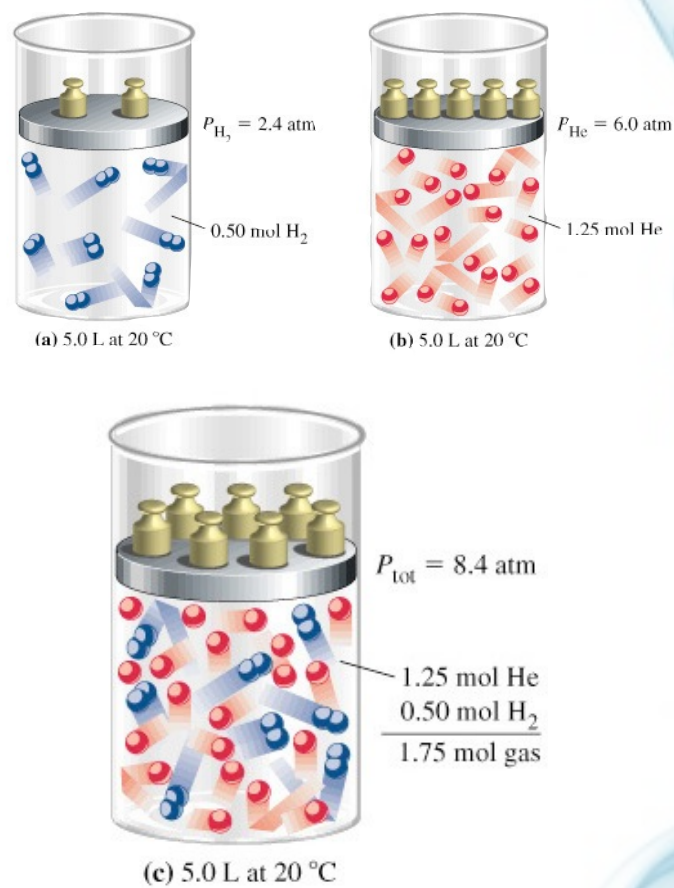 P_H₂ = 2.4 atm
0.50 mol H₂
(a) 5.0 L at 20 °C
P_He = 6.0 atm
1.25 mol He
(b) 5.0 L at 20 °C
P_tot = 8.4 atm
1.25 mol He
0.50 mol H₂
1.75 mol gas
(c) 5.0 L at 20 °C